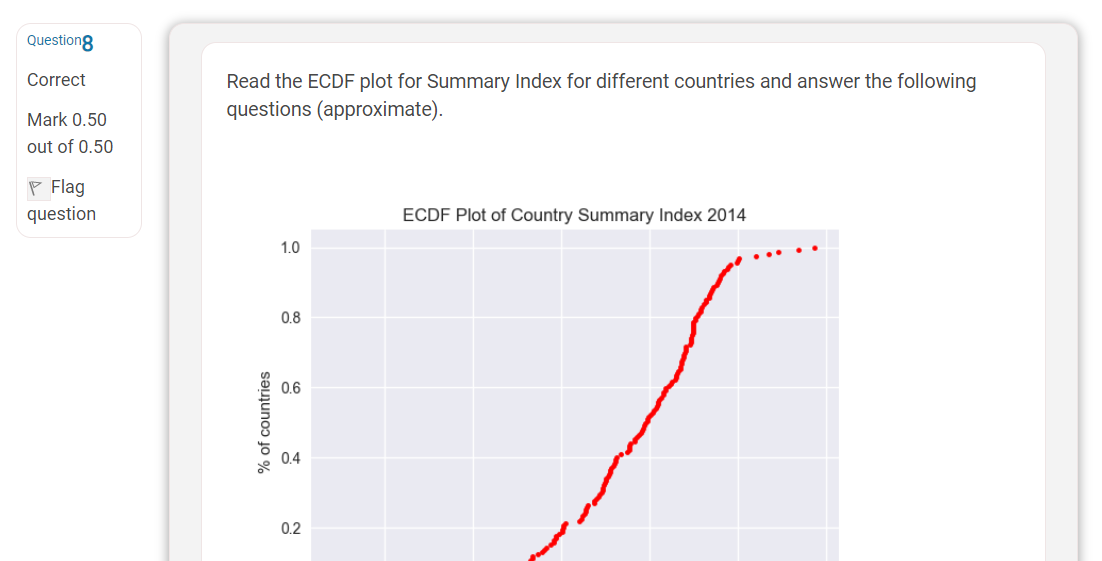 Question8
Correct
Mark 0.50
out of 0.50
Flag
question
Read the ECDF plot for Summary Index for different countries and answer the following
questions (approximate).
ECDF Plot of Country Summary Index 2014
1.0
0.8
0.6
0.4
0.2
% of countries